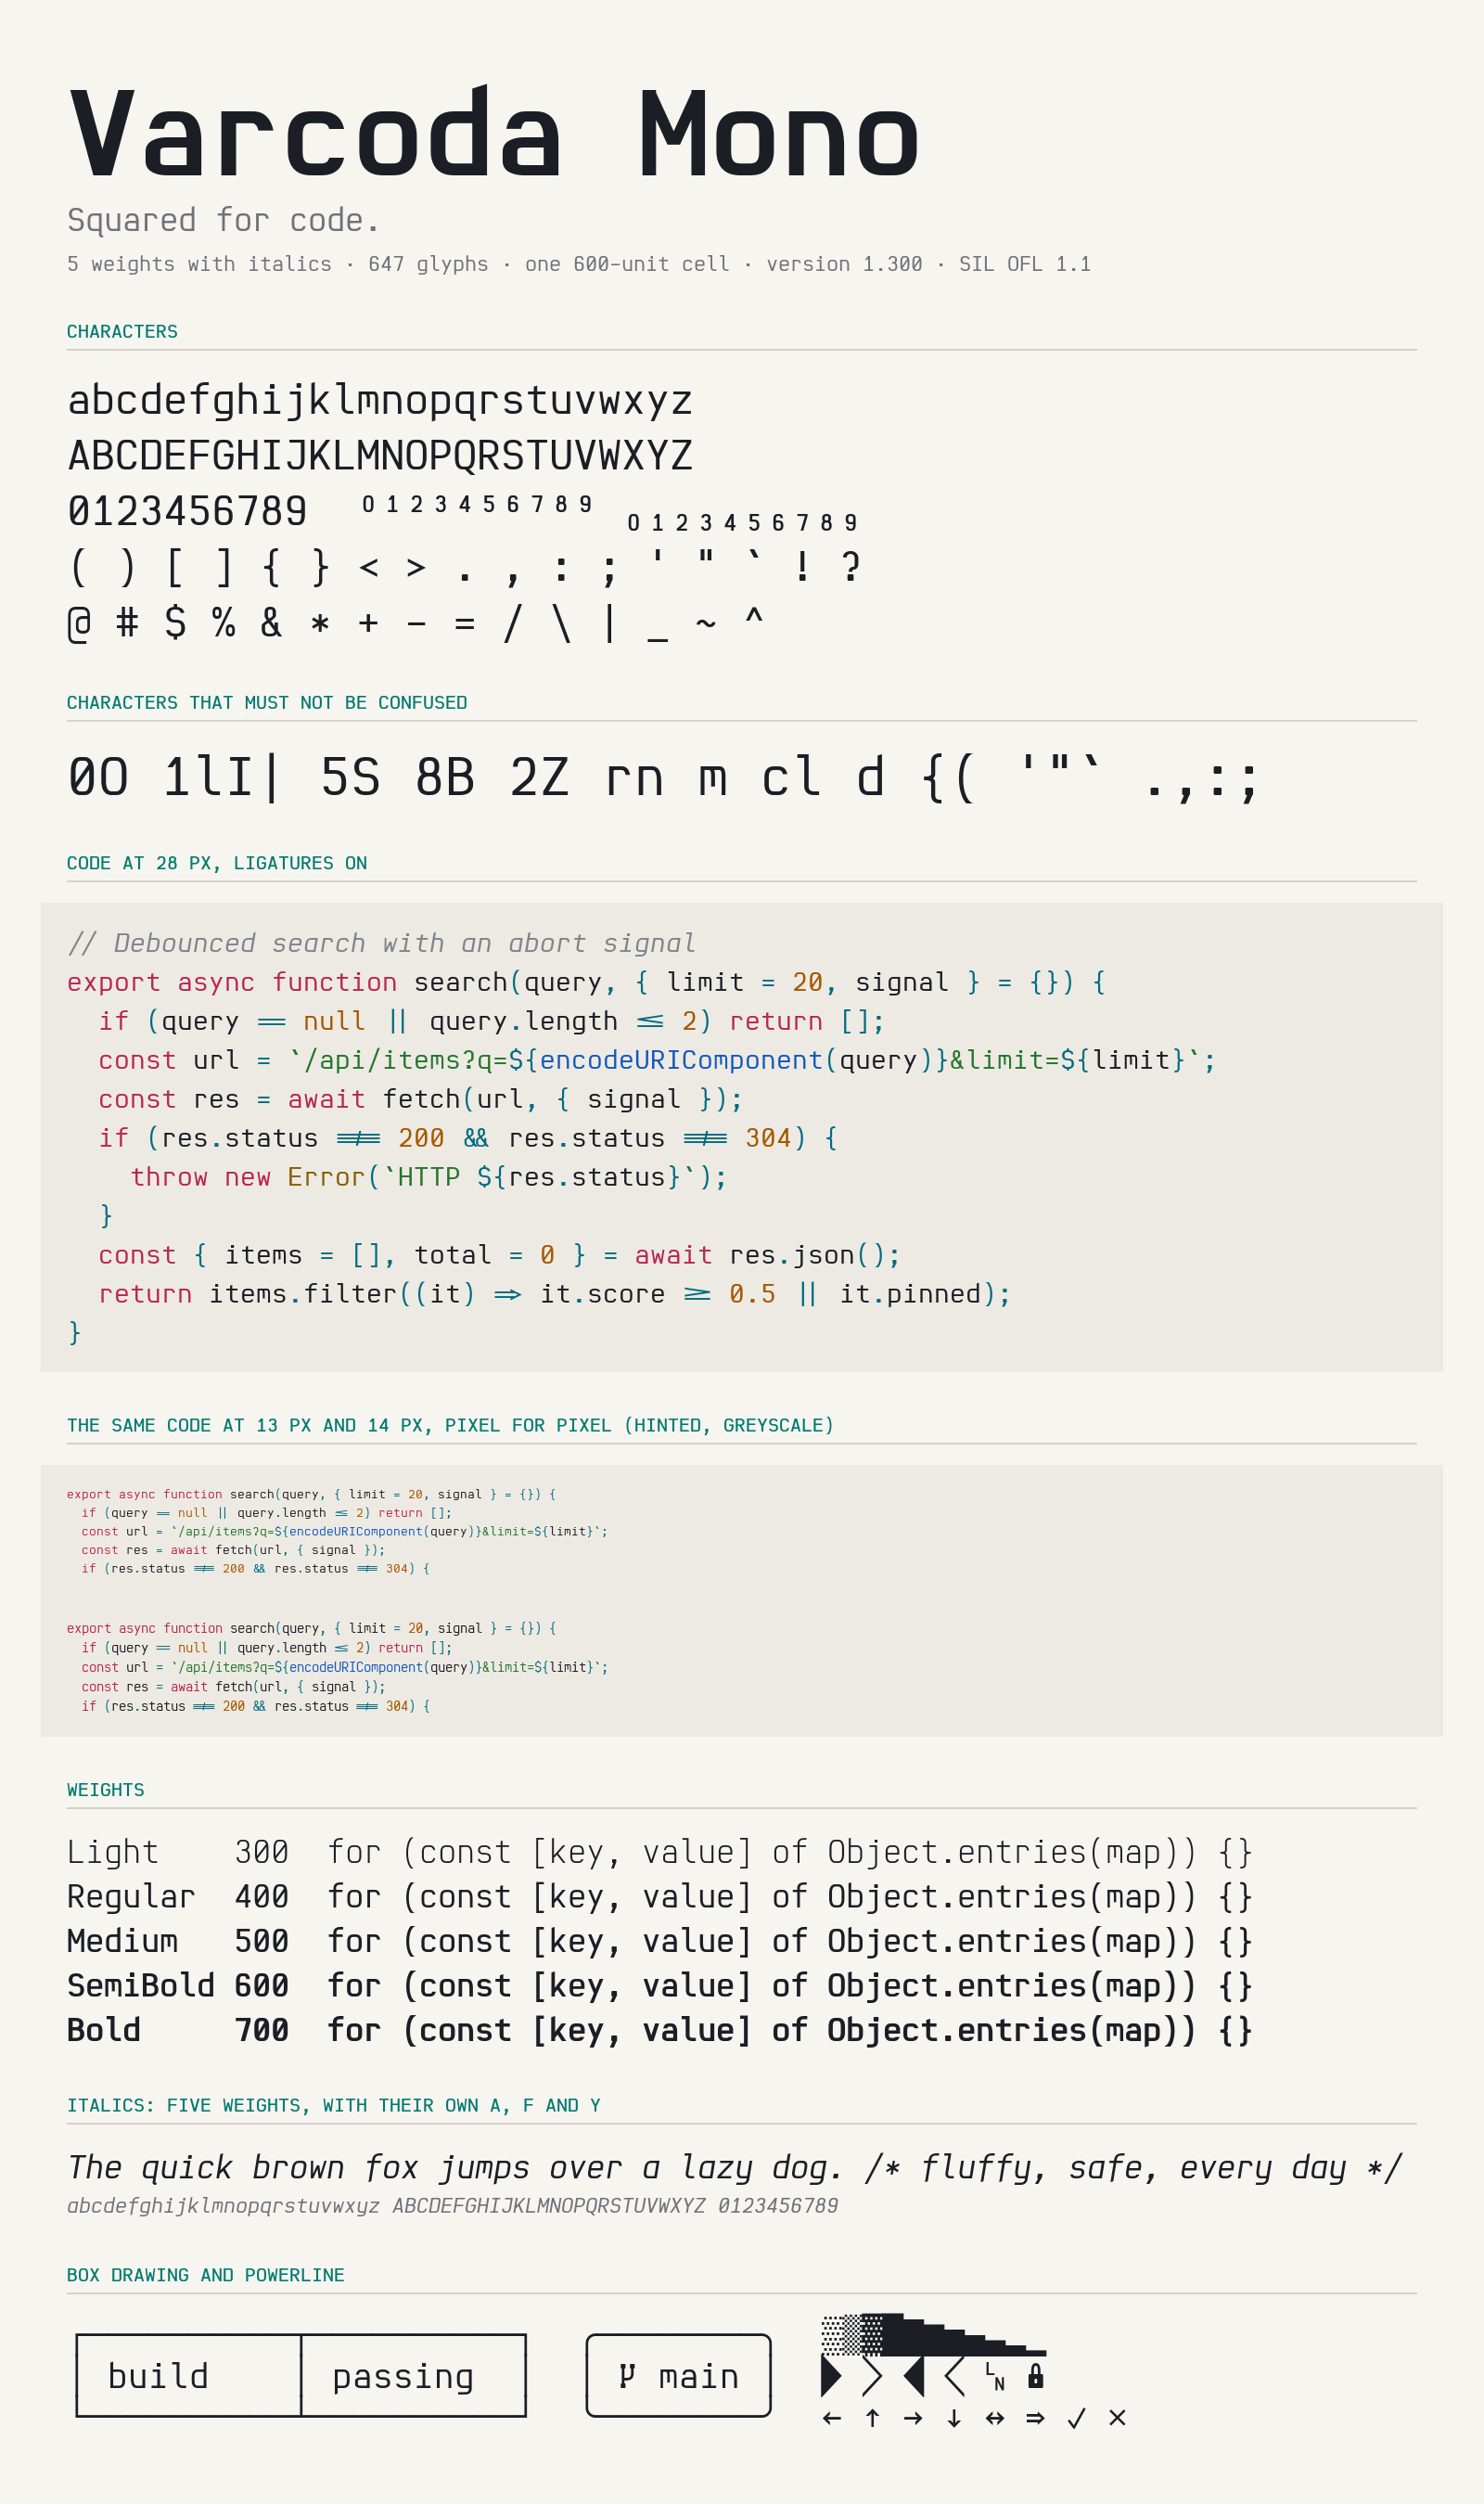 Varcoda Mono
Squared for code.
5 weights with italics · 647 glyphs · one 600-unit cell · version 1.300 · SIL OFL 1.1
CHARACTERS
abcdefghijklmnopqrstuvwxyz
ABCDEFGHIJKLMNOPQRSTUVWXYZ
0123456789 ⁰ ¹ ² ³ ⁴ ⁵ ⁶ ⁷ ⁸ ⁹ ₀ ₁ ₂ ₃ ₄ ₅ ₆ ₇ ₈ ₉
( ) [ ] { } < > . , : ; ' " ` ! ?
@ # $ % & * + - = / \ | _ ~ ^
CHARACTERS THAT MUST NOT BE CONFUSED
0O 1lI| 5S 8B 2Z rn m cl d {( '"` .,:;
CODE AT 28 PX, LIGATURES ON
// Debounced search with an abort signal
export async function search(query, { limit = 20, signal } = {}) {
  if (query == null || query.length <= 2) return [];
  const url = `/api/items?q=${encodeURIComponent(query)}&limit=${limit}`;
  const res = await fetch(url, { signal });
  if (res.status !== 200 && res.status !== 304) {
    throw new Error(`HTTP ${res.status}`);
  }
  const { items = [], total = 0 } = await res.json();
  return items.filter((it) => it.score >= 0.5 || it.pinned);
}
THE SAME CODE AT 13 PX AND 14 PX, PIXEL FOR PIXEL (HINTED, GREYSCALE)
export async function search(query, { limit = 20, signal } = {}) {
  if (query == null || query.length <= 2) return [];
  const url = `/api/items?q=${encodeURIComponent(query)}&limit=${limit}`;
  const res = await fetch(url, { signal });
  if (res.status !== 200 && res.status !== 304) {
export async function search(query, { limit = 20, signal } = {}) {
  if (query == null || query.length <= 2) return [];
  const url = `/api/items?q=${encodeURIComponent(query)}&limit=${limit}`;
  const res = await fetch(url, { signal });
  if (res.status !== 200 && res.status !== 304) {
WEIGHTS
Light 300 for (const [key, value] of Object.entries(map)) {}
Regular 400 for (const [key, value] of Object.entries(map)) {}
Medium 500 for (const [key, value] of Object.entries(map)) {}
SemiBold 600 for (const [key, value] of Object.entries(map)) {}
Bold 700 for (const [key, value] of Object.entries(map)) {}
ITALICS: FIVE WEIGHTS, WITH THEIR OWN A, F AND Y
The quick brown fox jumps over a lazy dog. /* fluffy, safe, every day */
abcdefghijklmnopqrstuvwxyz ABCDEFGHIJKLMNOPQRSTUVWXYZ 0123456789
BOX DRAWING AND POWERLINE
build passing main LN
← ↑ → ↓ ↔ ⇒ ✓ ✕